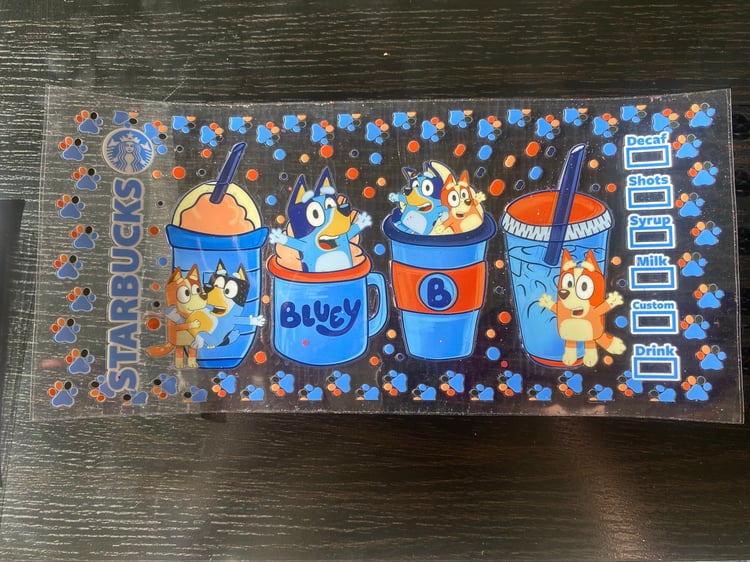 STARBUCKS
BLUEY
B
Decaf
Shots
Syrup
Milk
Custom
Drink